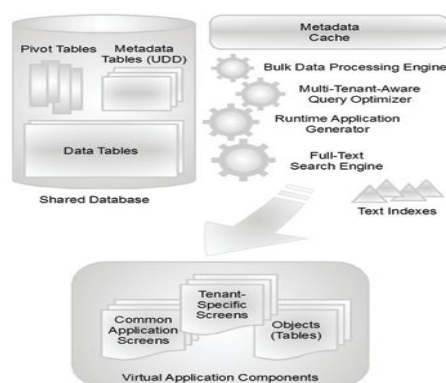 Pivot Tables
Metadata
Tables (UDD)
Data Tables
Shared Database
Metadata
Cache
Bulk Data Processing Engine
Multi-Tenant-Aware
Query Optimizer
Runtime Application
Generator
Full-Text
Search Engine
Text Indexes
Common
Application
Screens
Tenant-
Specific
Screens
Objects
(Tables)
Virtual Application Components